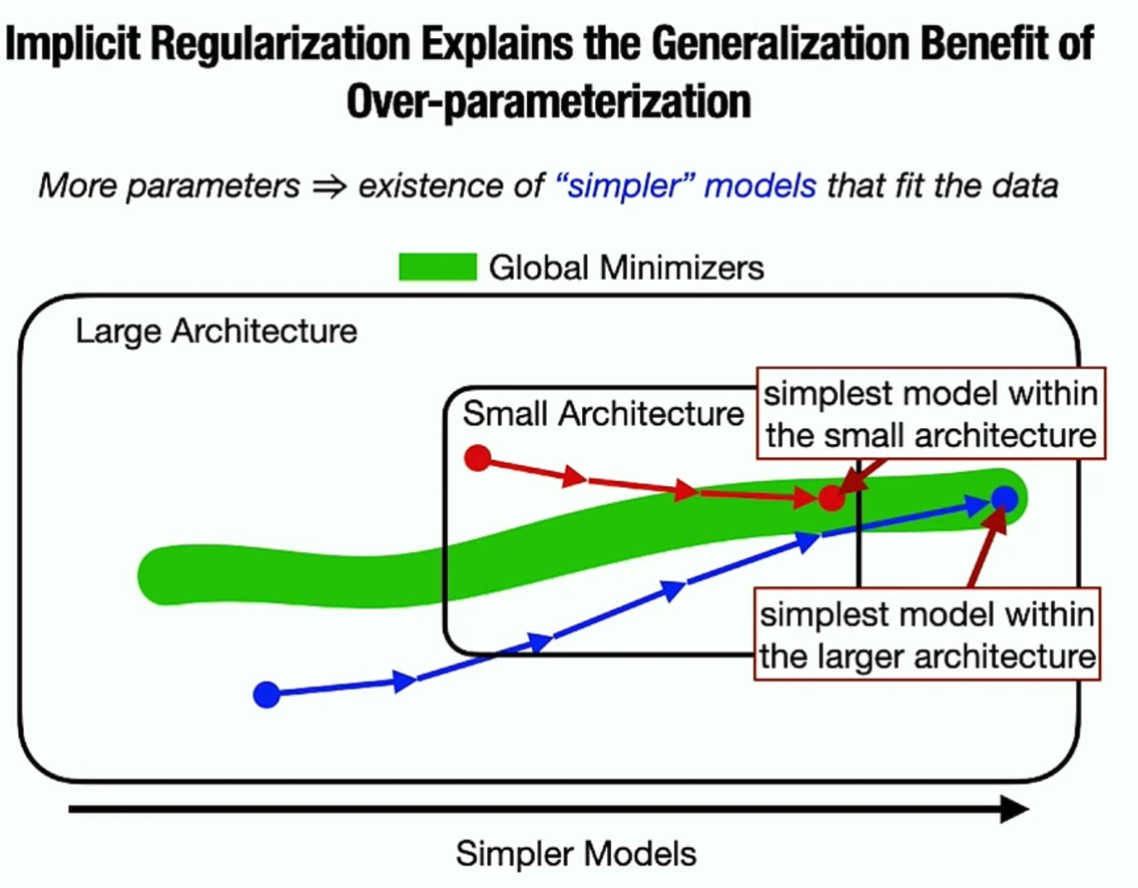 Implicit Regularization Explains the Generalization Benefit of
Over-parameterization
More parameters ⇒ existence of “simpler” models that fit the data
Global Minimizers
Large Architecture
Small Architecture
simplest model within
the small architecture
simplest model within
the larger architecture
Simpler Models